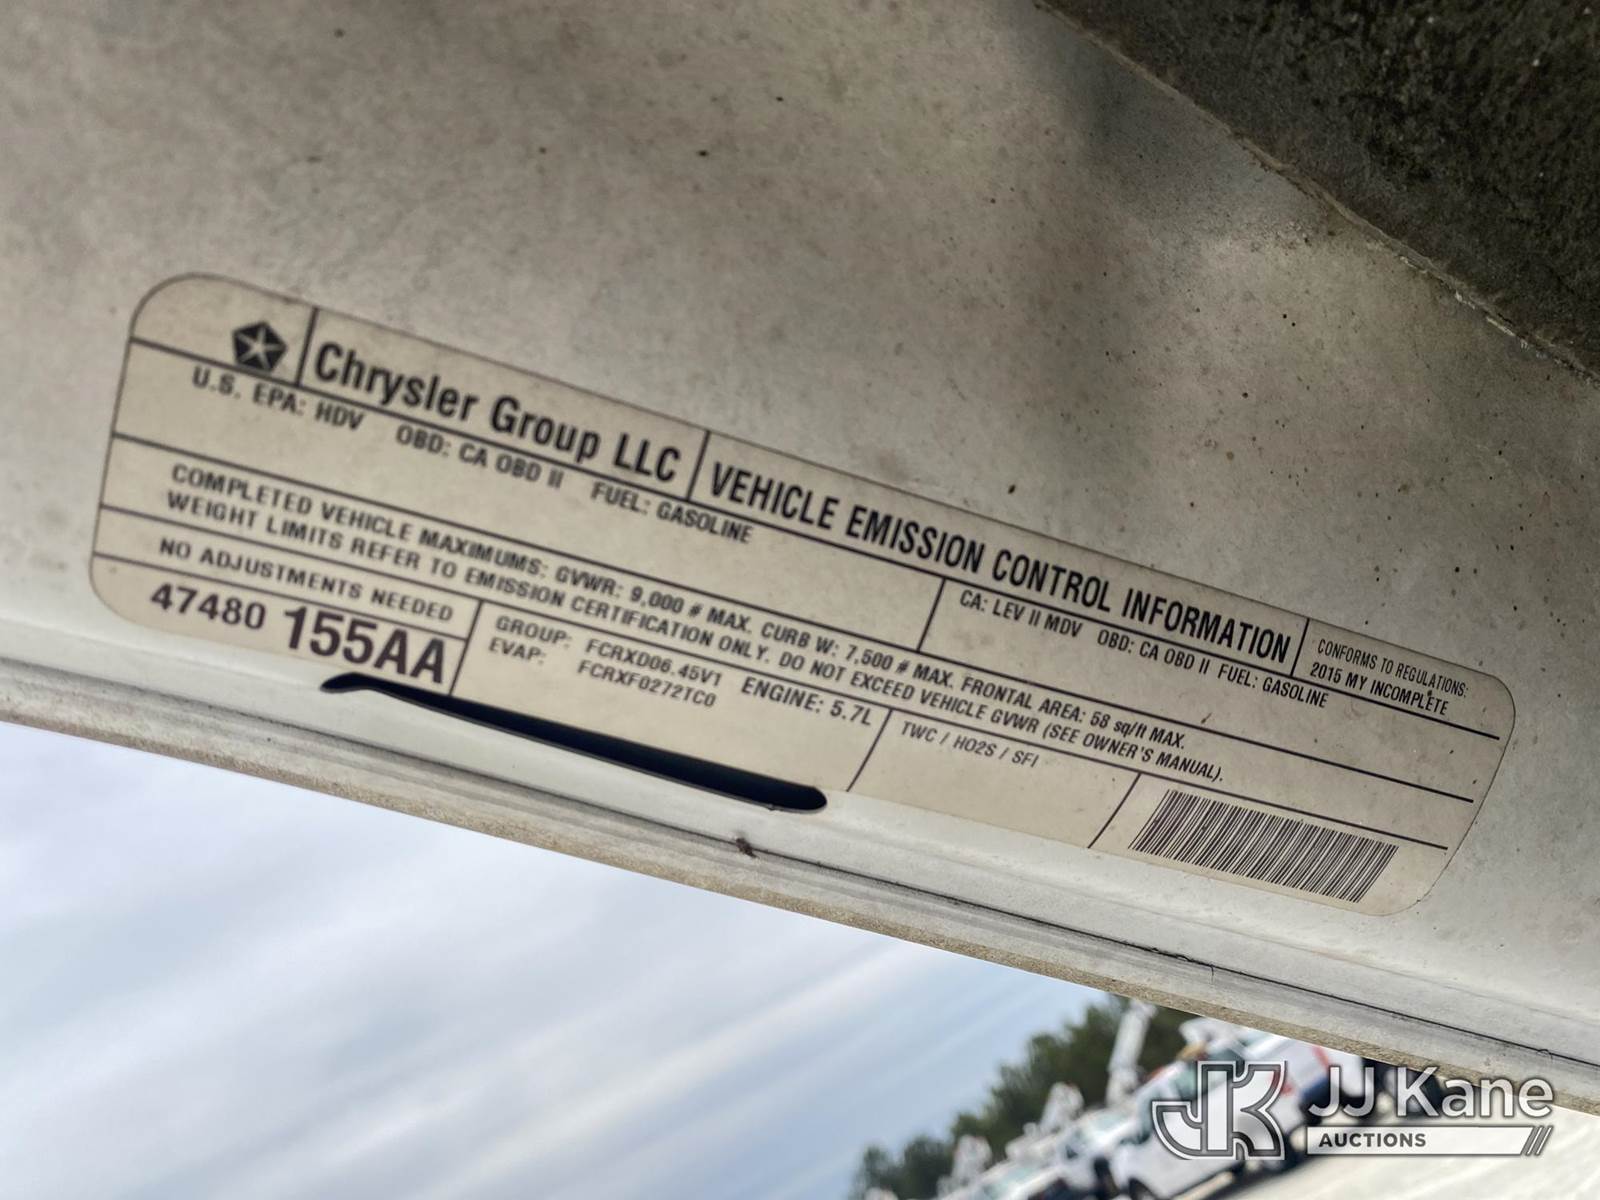 Chrysler Group LLC
VEHICLE EMISSION CONTROL INFORMATION
CONFORMS TO REGULATIONS:
2015 MY INCOMPLETE
U.S. EPA: HDV OBD: CA OBD II FUEL: GASOLINE
CA: LEV II MDV OBD: CA OBD II FUEL: GASOLINE
COMPLETED VEHICLE MAXIMUMS: GVWR: 9,000 # MAX. CURB W: 7,500 # MAX. FRONTAL AREA: 58 sq/ft MAX.
WEIGHT LIMITS REFER TO EMISSION CERTIFICATION ONLY. DO NOT EXCEED VEHICLE GVWR (SEE OWNER'S MANUAL).
NO ADJUSTMENTS NEEDED
47480 155AA
GROUP: FCRXD06.45V1 ENGINE: 5.7L
EVAP: FCRXF0272TC0
TWC / HO2S / SFI
JK JJ Kane
AUCTIONS